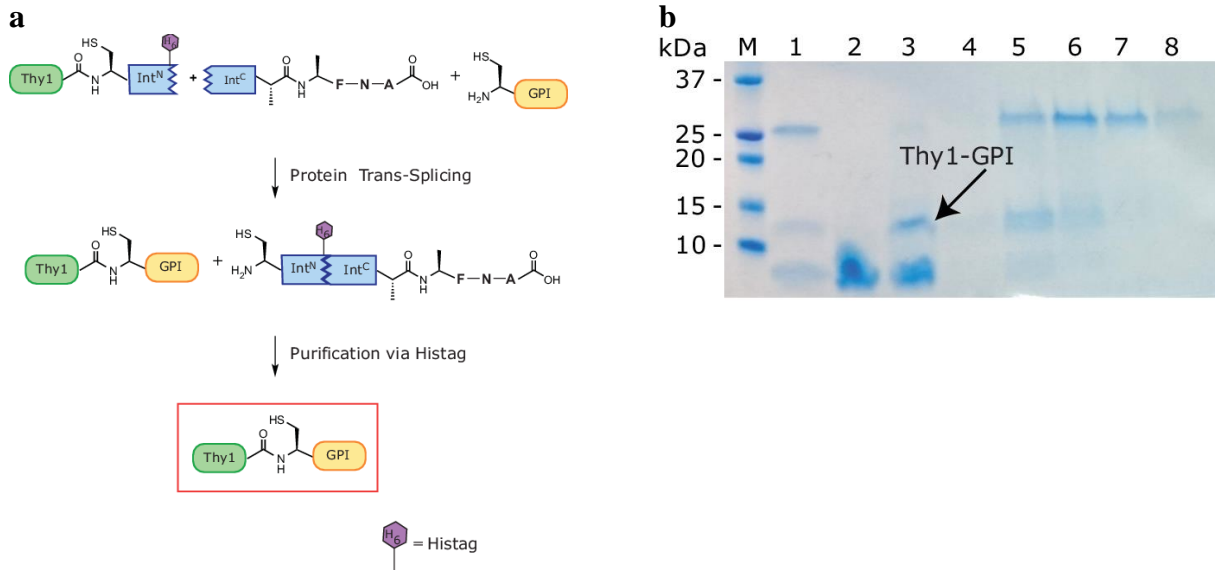 a
HS
O
N
H
Thy1
H6
Int^N
+
Int^C
O
N
H
F-N-A
O
OH
+
HS
H2N
GPI
Protein Trans-Splicing
Thy1
O
HS
N
H
GPI
+
HS
H2N
H6
Int^N
Int^C
O
N
H
F-N-A
O
OH
Purification via Histag
Thy1
O
HS
N
H
GPI
H6 = Histag
b
kDa M 1 2 3 4 5 6 7 8
37 -
25 -
20 -
Thy1-GPI
15 -
10 -